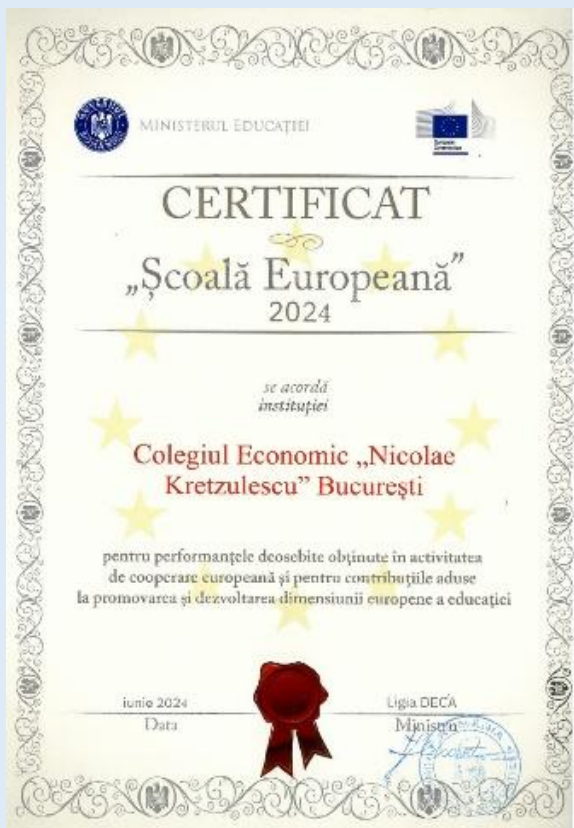 MINISTERUL EDUCAȚIEI
European
Commission
CERTIFICAT
„Școală Europeană”
2024
se acordă
instituției
Colegiul Economic „Nicolae
Kretzulescu” București
pentru performanțele deosebite obținute în activitatea
de cooperare europeană și pentru contribuțiile aduse
la promovarea și dezvoltarea dimensiunii europene a educației
iunie 2024
Ligia DECA
Data
Ministru